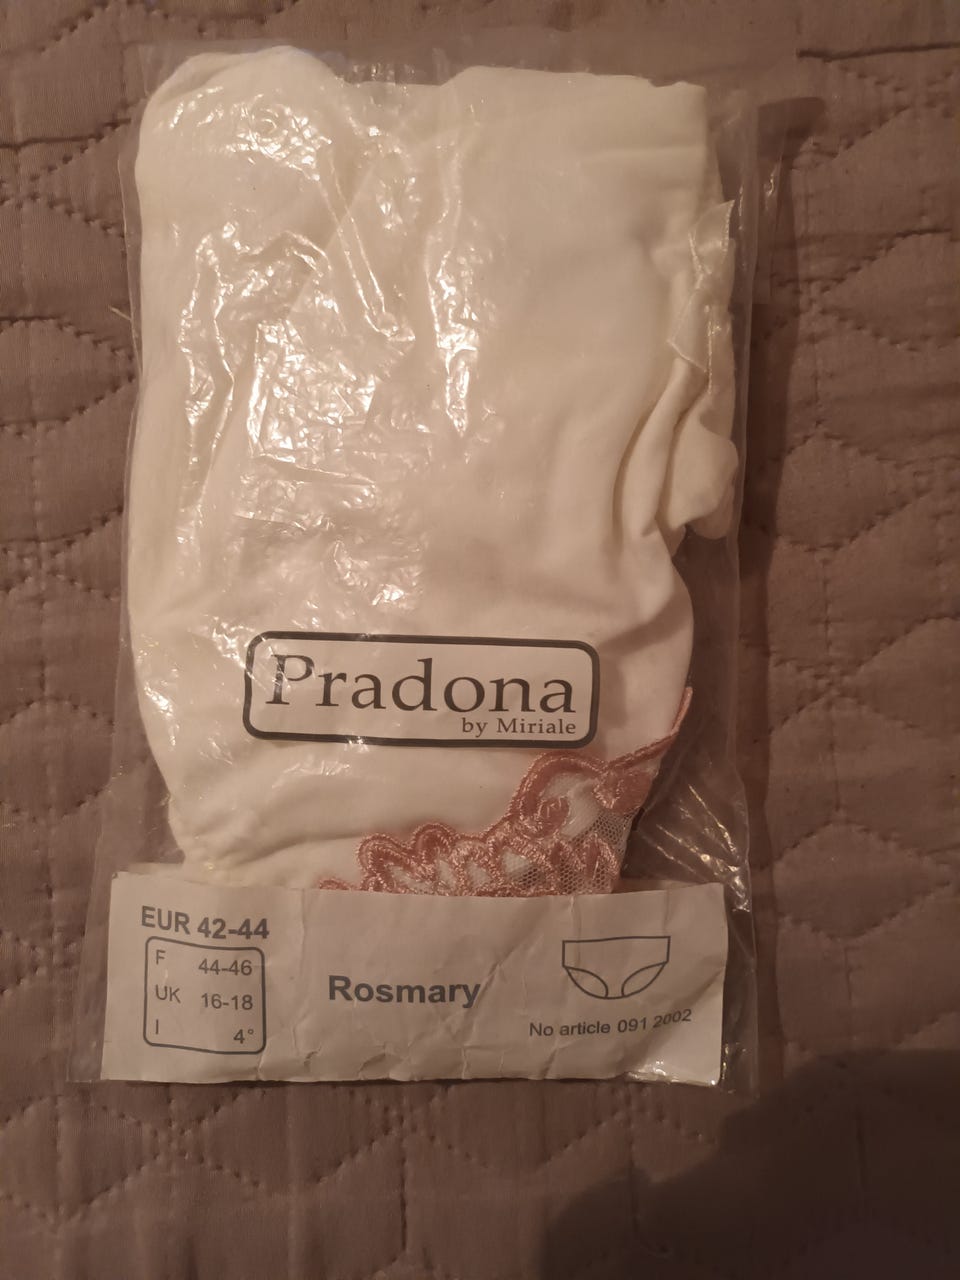 Pradona
by Miriale
EUR 42-44
F 44-46
UK 16-18
I 4°
Rosmary
No article 091 2002